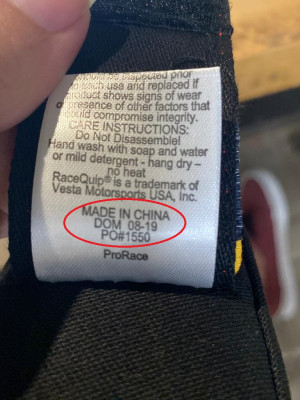 inspected prior
each use and replaced if
product shows signs of wear
or presence of other factors that
could compromise integrity.
CARE INSTRUCTIONS:
Do Not Disassemble!
Hand wash with soap and water
or mild detergent - hang dry –
no heat
RaceQuip® is a trademark of
Vesta Motorsports USA, Inc.
MADE IN CHINA
DOM 08-19
PO#1550
ProRace